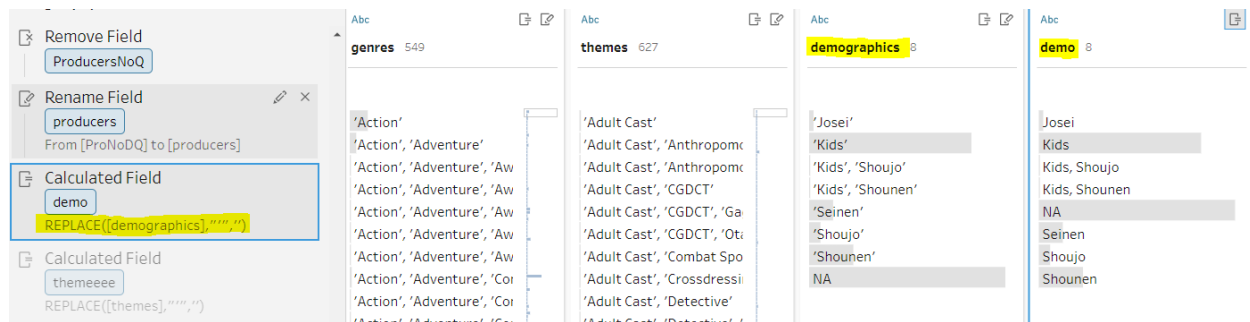 Remove Field
ProducersNoQ
Rename Field
producers
From [ProNoDQ] to [producers]
Calculated Field
demo
REPLACE([demographics],"'",'')
Calculated Field
themeeee
REPLACE([themes],"'",'')
Abc
genres 549
'Action'
'Action', 'Adventure'
'Action', 'Adventure', 'Aw
'Action', 'Adventure', 'Aw
'Action', 'Adventure', 'Aw
'Action', 'Adventure', 'Aw
'Action', 'Adventure', 'Aw
'Action', 'Adventure', 'Cor
'Action', 'Adventure', 'Cor
Abc
themes 627
'Adult Cast'
'Adult Cast', 'Anthropomo
'Adult Cast', 'Anthropomo
'Adult Cast', 'CGDCT'
'Adult Cast', 'CGDCT', 'Ga
'Adult Cast', 'CGDCT', 'Ota
'Adult Cast', 'Combat Spo
'Adult Cast', 'Crossdressi
'Adult Cast', 'Detective'
Abc
demographics 8
'Josei'
'Kids'
'Kids', 'Shoujo'
'Kids', 'Shounen'
'Seinen'
'Shoujo'
'Shounen'
NA
Abc
demo 8
Josei
Kids
Kids, Shoujo
Kids, Shounen
NA
Seinen
Shoujo
Shounen